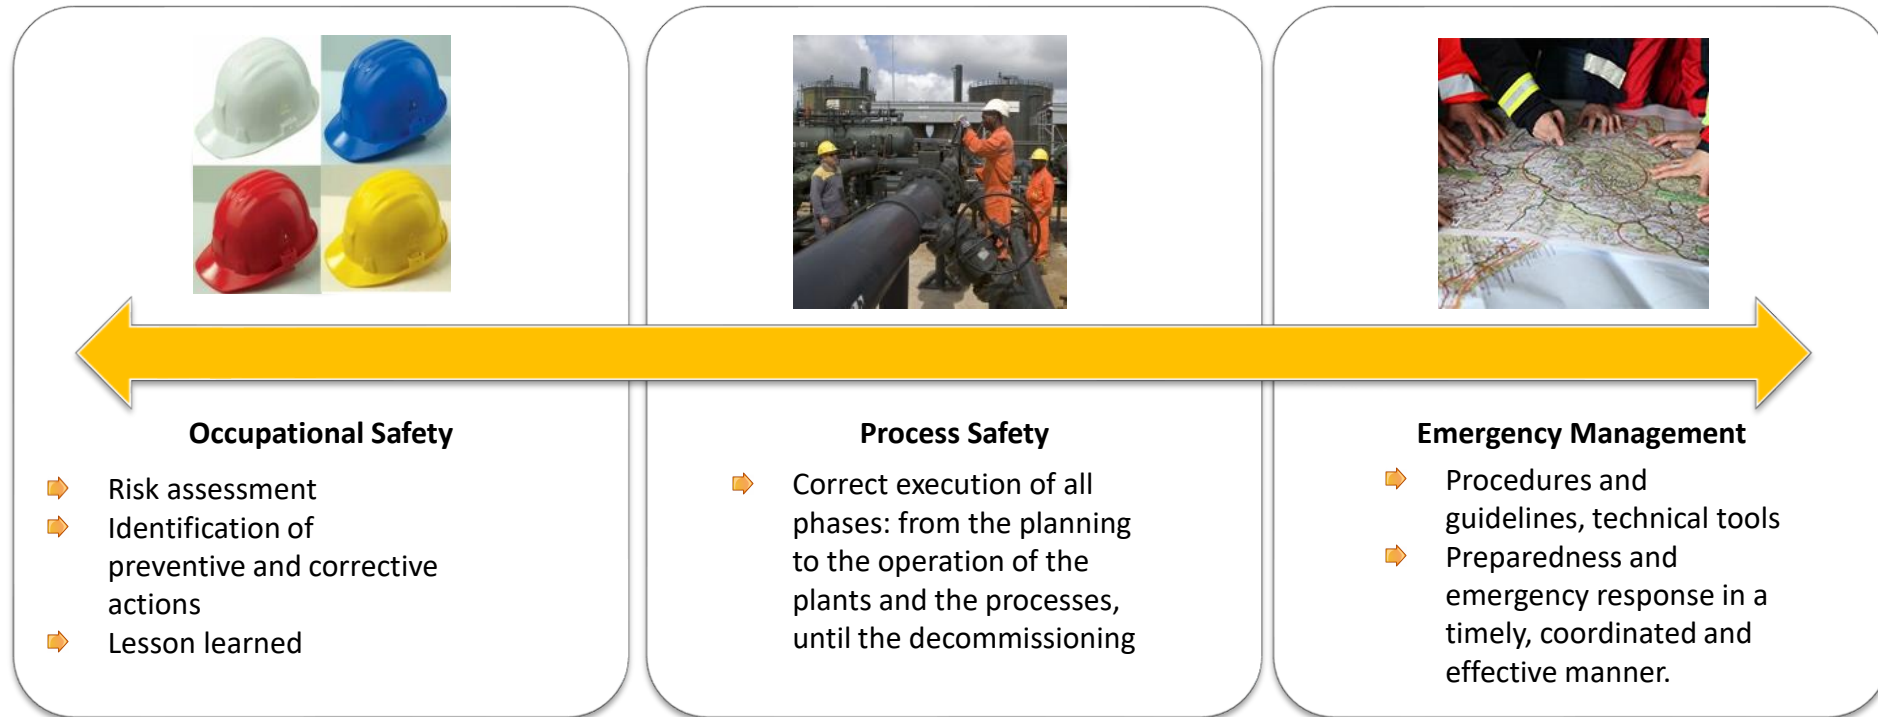 Occupational Safety
Risk assessment
Identification of
preventive and corrective
actions
Lesson learned
Process Safety
Correct execution of all
phases: from the planning
to the operation of the
plants and the processes,
until the decommissioning
Emergency Management
Procedures and
guidelines, technical tools
Preparedness and
emergency response in a
timely, coordinated and
effective manner.